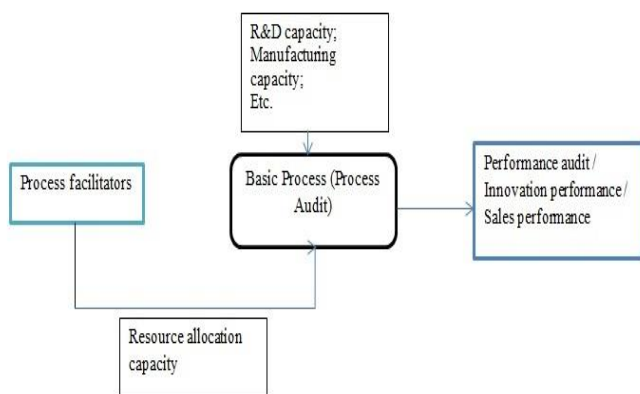 R&D capacity;
Manufacturing
capacity;
Etc.
Process facilitators
Basic Process (Process
Audit)
Performance audit /
Innovation performance /
Sales performance
Resource allocation
capacity